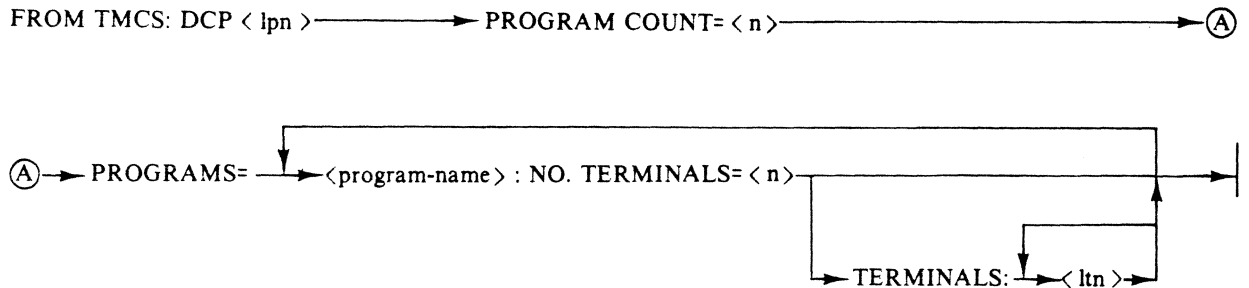 FROM TMCS: DCP < lpn > PROGRAM COUNT= < n > A
A PROGRAMS= <program-name> : NO. TERMINALS= < n >
TERMINALS: < ltn >